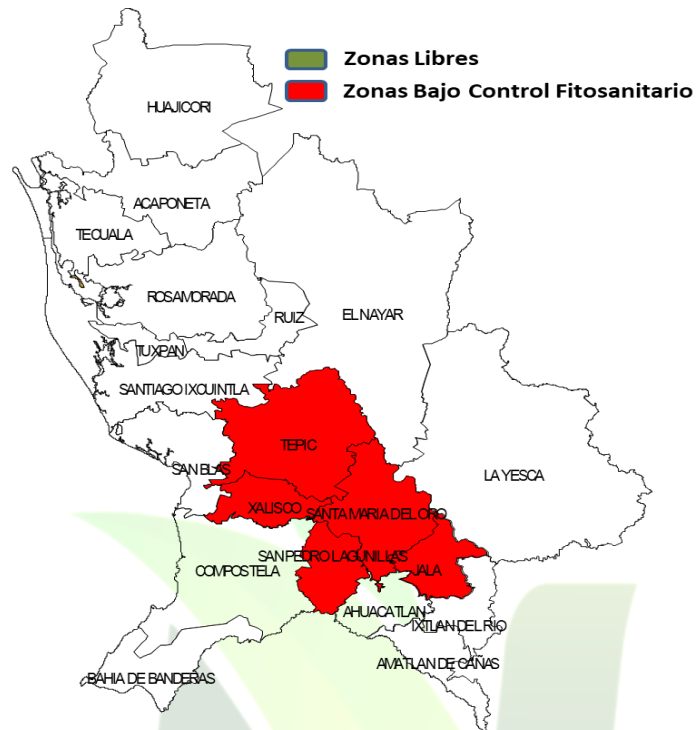 Zonas Libres
Zonas Bajo Control Fitosanitario
HUAJICORI
ACAPONETA
TECUALA
ROSAMORADA
RUIZ
EL NAYAR
TUXPAN
SANTIAGO IXCUINTLA
TEPIC
SAN BLAS
LA YESCA
XALISCO
SANTA MARIA DEL ORO
SAN PEDRO LAGUNILLAS
COMPOSTELA
JALA
AHUACATLAN
IXTLAN DEL RIO
AMATLAN DE CAÑAS
BAHIA DE BANDERAS